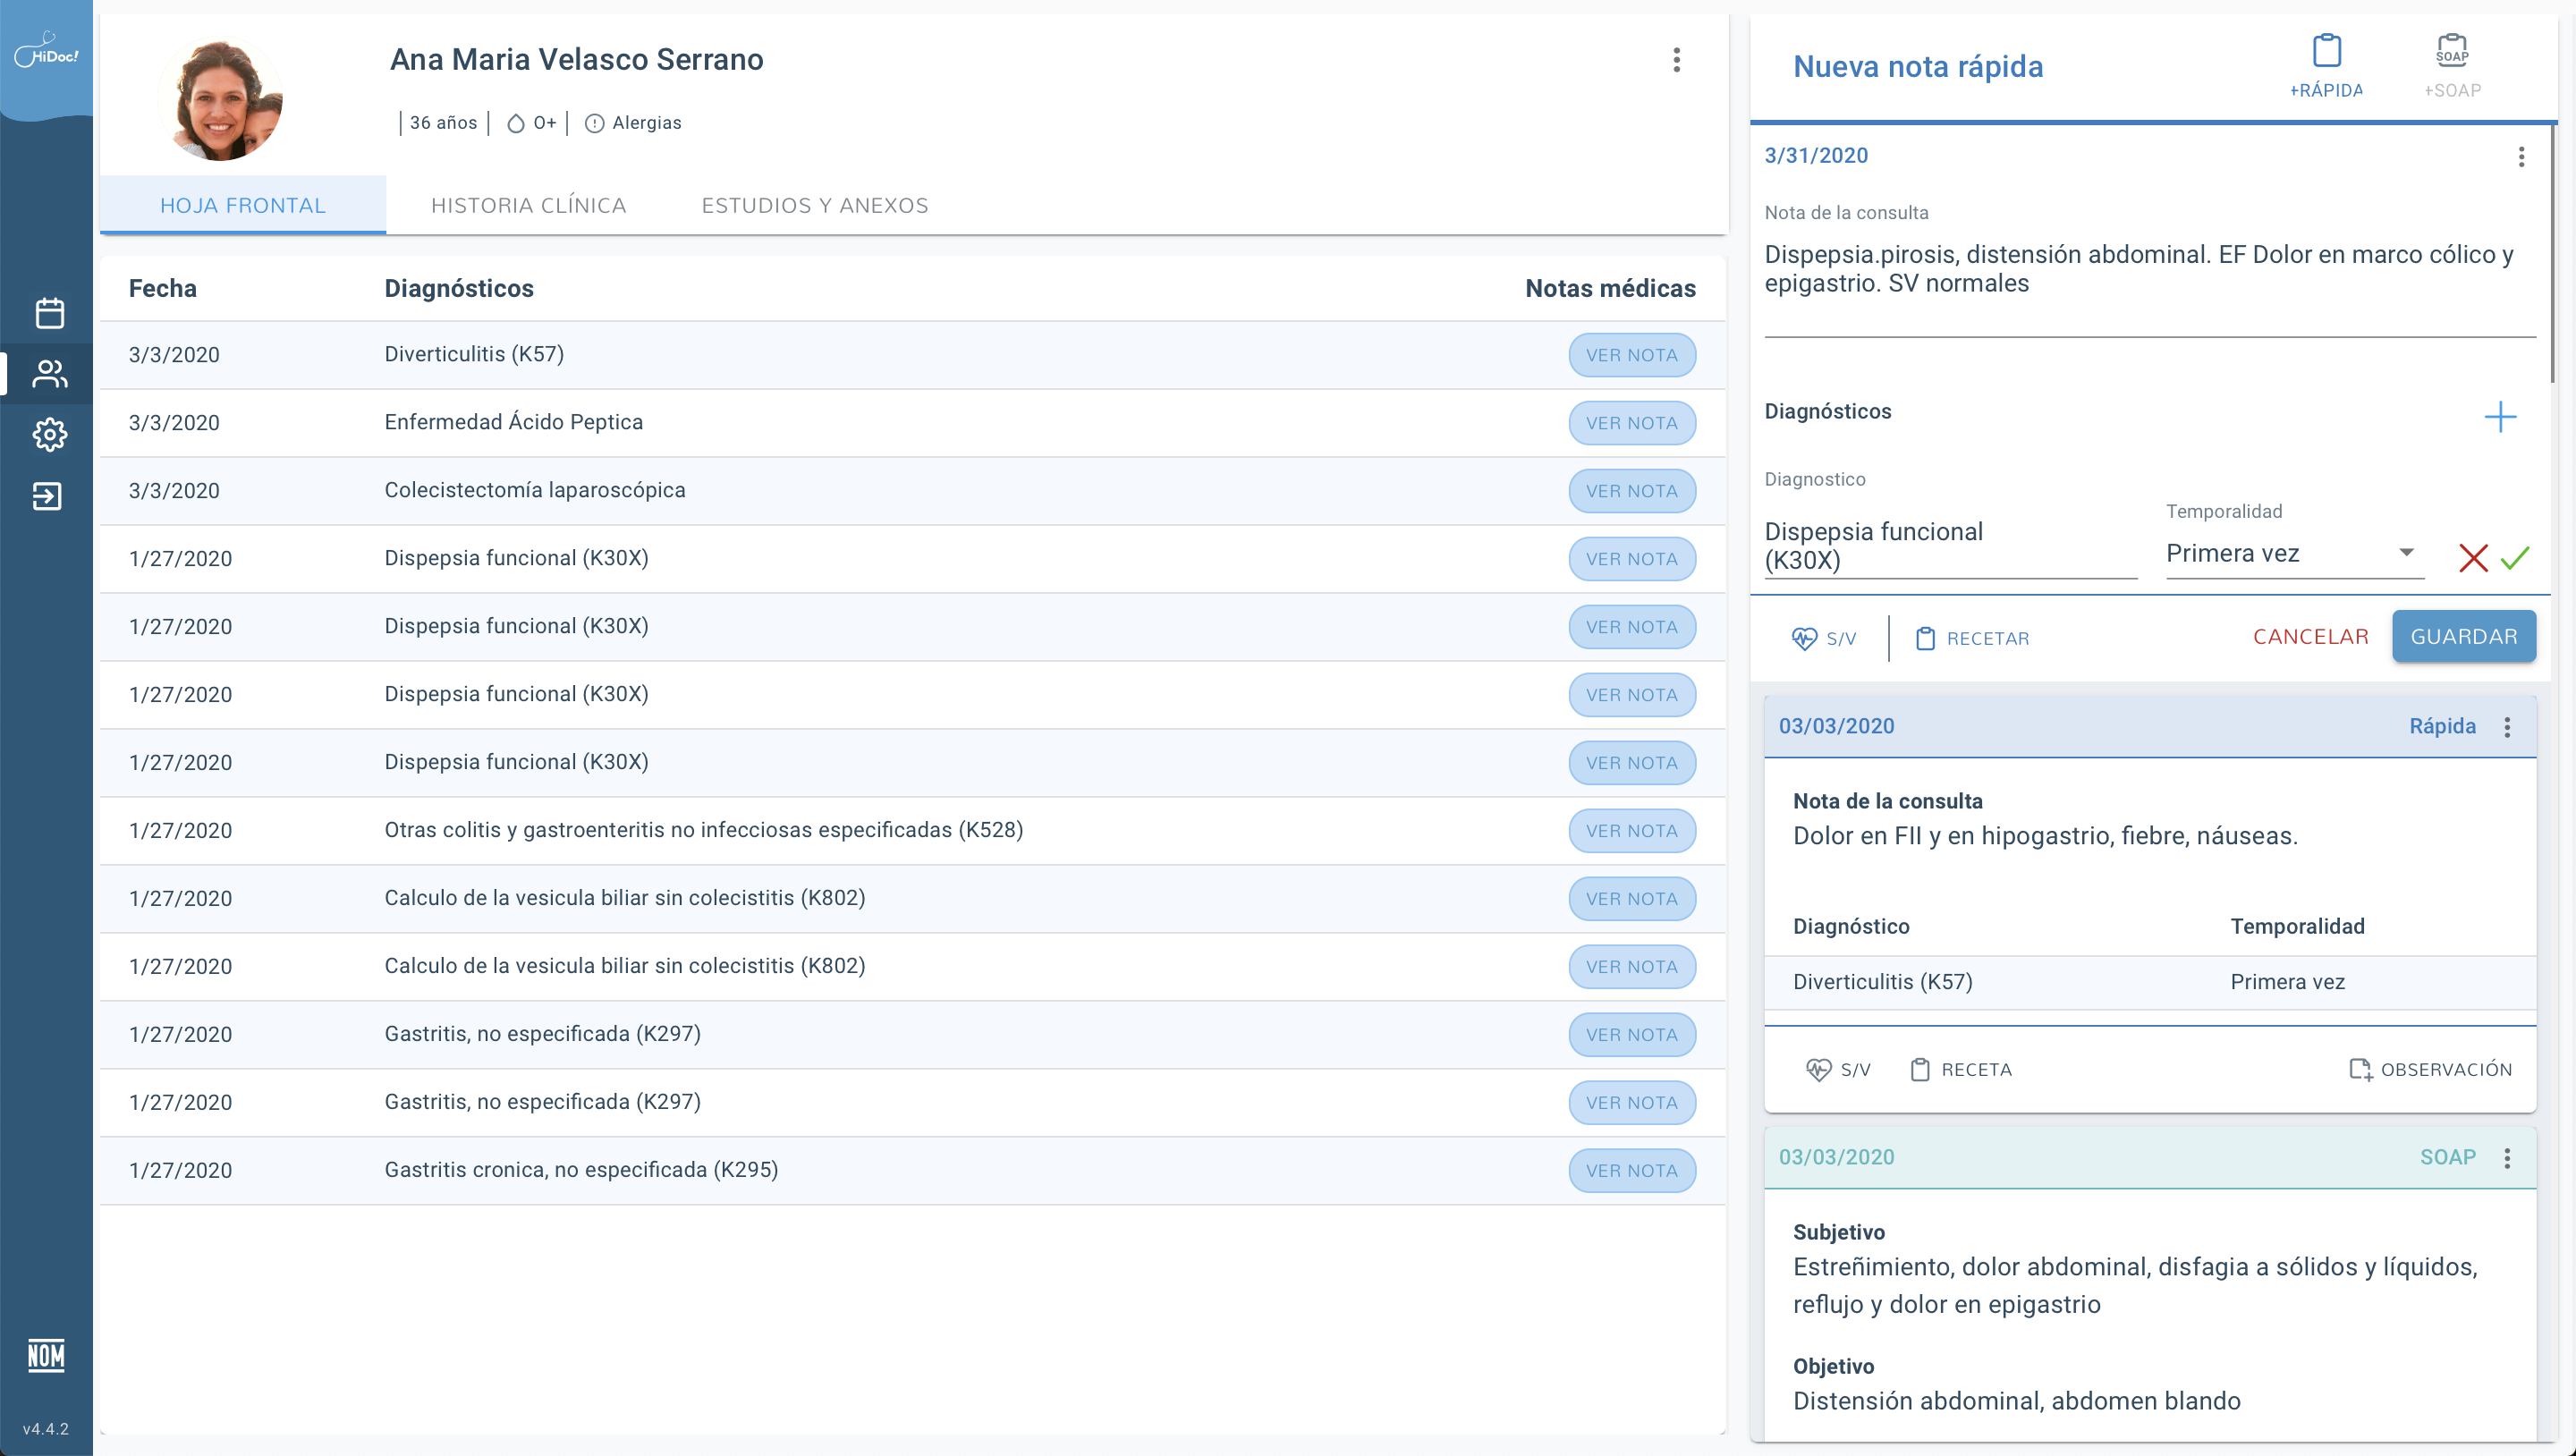 HiDoc!
NOM
v4.4.2
Ana Maria Velasco Serrano
36 años
O+
Alergias
HOJA FRONTAL
HISTORIA CLÍNICA
ESTUDIOS Y ANEXOS
Fecha Diagnósticos Notas médicas
3/3/2020 Diverticulitis (K57) VER NOTA
3/3/2020 Enfermedad Ácido Peptica VER NOTA
3/3/2020 Colecistectomía laparoscópica VER NOTA
1/27/2020 Dispepsia funcional (K30X) VER NOTA
1/27/2020 Dispepsia funcional (K30X) VER NOTA
1/27/2020 Dispepsia funcional (K30X) VER NOTA
1/27/2020 Dispepsia funcional (K30X) VER NOTA
1/27/2020 Otras colitis y gastroenteritis no infecciosas especificadas (K528) VER NOTA
1/27/2020 Calculo de la vesicula biliar sin colecistitis (K802) VER NOTA
1/27/2020 Calculo de la vesicula biliar sin colecistitis (K802) VER NOTA
1/27/2020 Gastritis, no especificada (K297) VER NOTA
1/27/2020 Gastritis, no especificada (K297) VER NOTA
1/27/2020 Gastritis cronica, no especificada (K295) VER NOTA
Nueva nota rápida
+RÁPIDA
SOAP
+SOAP
3/31/2020
Nota de la consulta
Dispepsia.pirosis, distensión abdominal. EF Dolor en marco cólico y
epigastrio. SV normales
Diagnósticos
Diagnostico
Dispepsia funcional
(K30X)
Temporalidad
Primera vez
S/V
RECETAR
CANCELAR
GUARDAR
03/03/2020 Rápida
Nota de la consulta
Dolor en FII y en hipogastrio, fiebre, náuseas.
Diagnóstico Temporalidad
Diverticulitis (K57) Primera vez
S/V
RECETA
OBSERVACIÓN
03/03/2020 SOAP
Subjetivo
Estreñimiento, dolor abdominal, disfagia a sólidos y líquidos,
reflujo y dolor en epigastrio
Objetivo
Distensión abdominal, abdomen blando